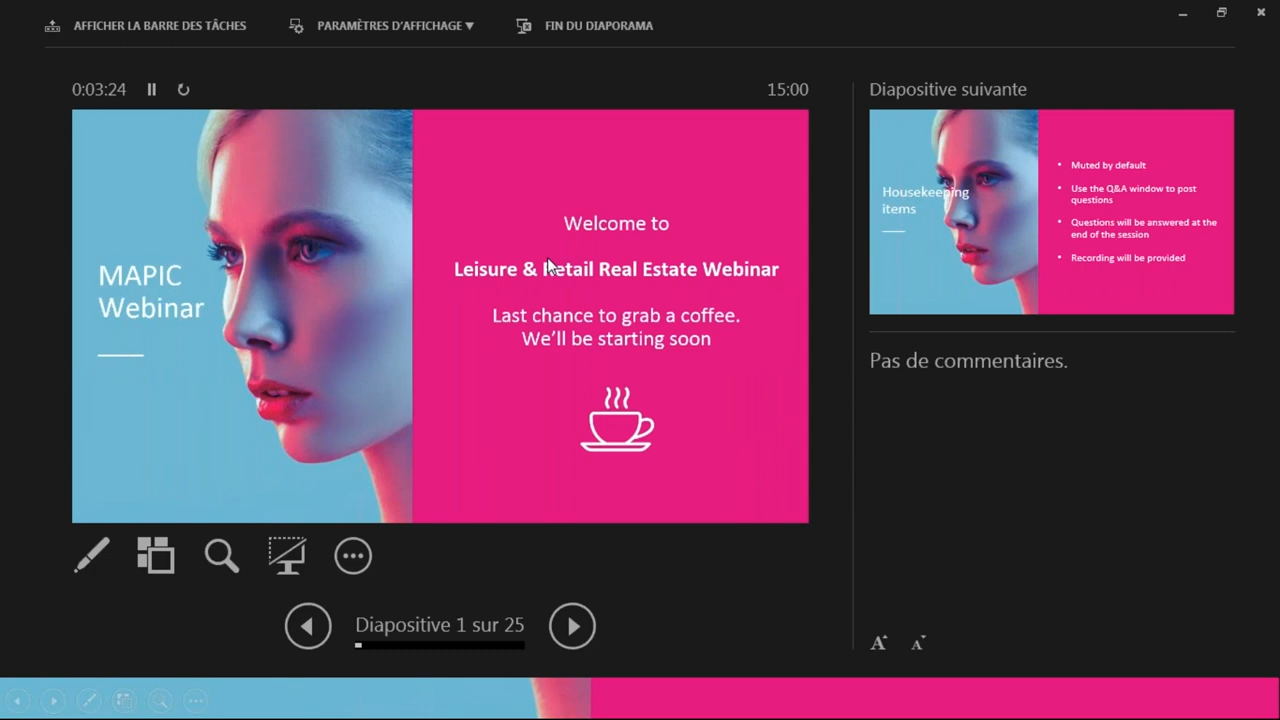 AFFICHER LA BARRE DES TÂCHES
PARAMÈTRES D'AFFICHAGE ▼
FIN DU DIAPORAMA
0:03:24
15:00
MAPIC
Webinar
Welcome to
Leisure & Retail Real Estate Webinar
Last chance to grab a coffee.
We'll be starting soon
Diapositive 1 sur 25
Diapositive suivante
Housekeeping
items
• Muted by default
• Use the Q&A window to post
questions
• Questions will be answered at the
end of the session
• Recording will be provided
Pas de commentaires.
A A